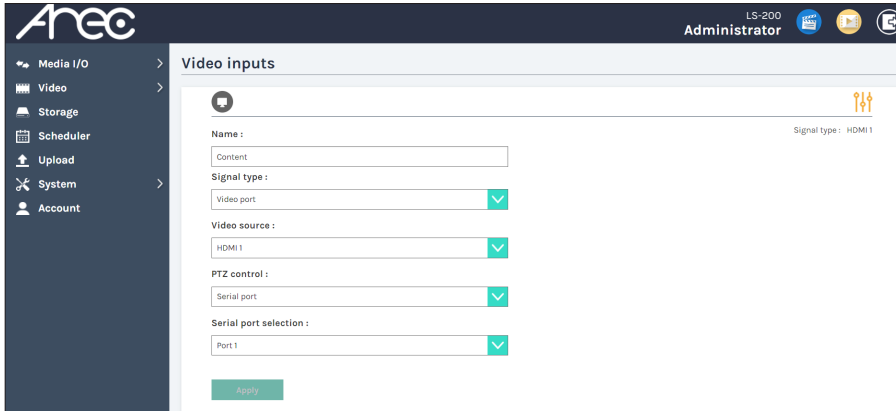 Arec
LS-200
Administrator
Media I/O
Video
Storage
Scheduler
Upload
System
Account
Video inputs
Signal type : HDMI 1
Name :
Content
Signal type :
Video port
Video source :
HDMI 1
PTZ control :
Serial port
Serial port selection :
Port 1
Apply